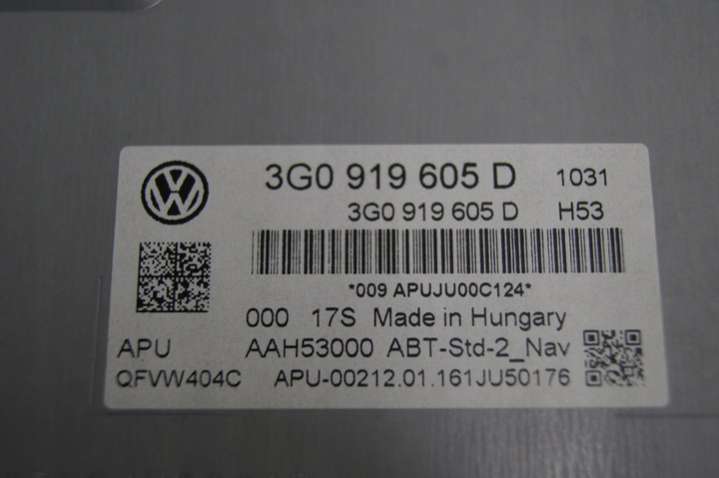 3G0 919 605 D 1031
3G0 919 605 D H53
*009 APUJU00C124*
000 17S Made in Hungary
APU AAH53000 ABT-Std-2_Nav
QFVW404C APU-00212.01.161JU50176